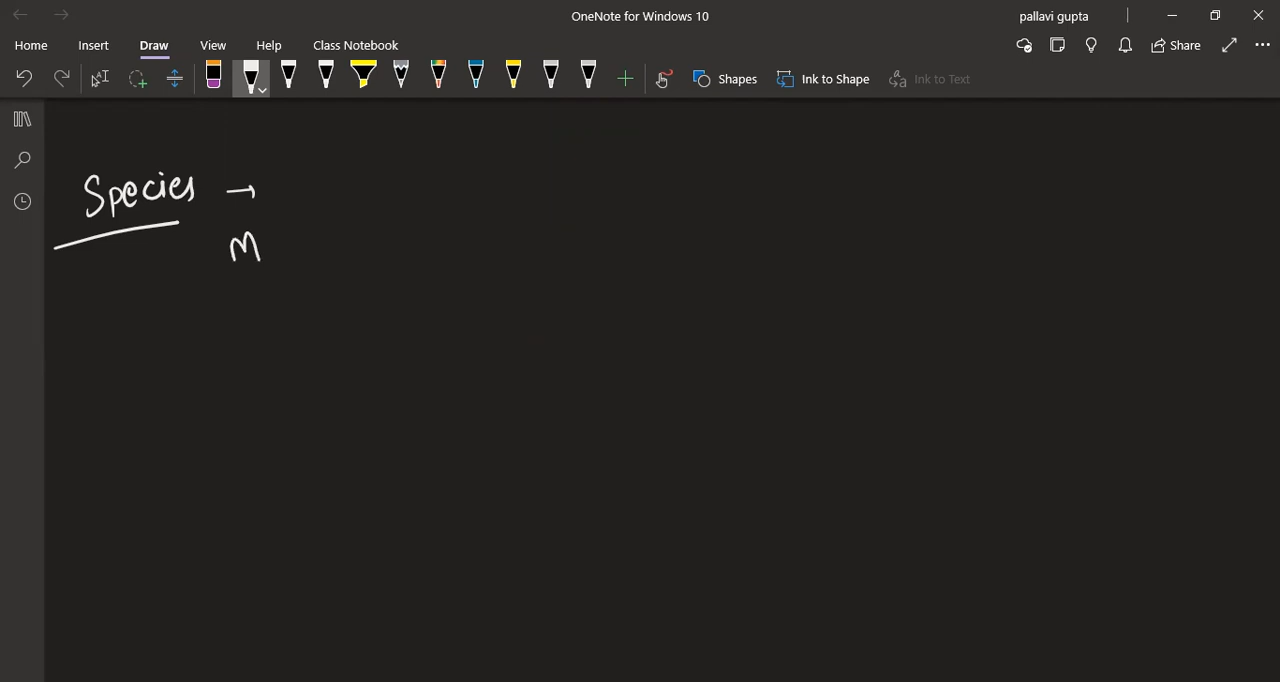 OneNote for Windows 10
pallavi gupta
Home Insert Draw View Help Class Notebook
Share
Shapes Ink to Shape Ink to Text
Species →
M